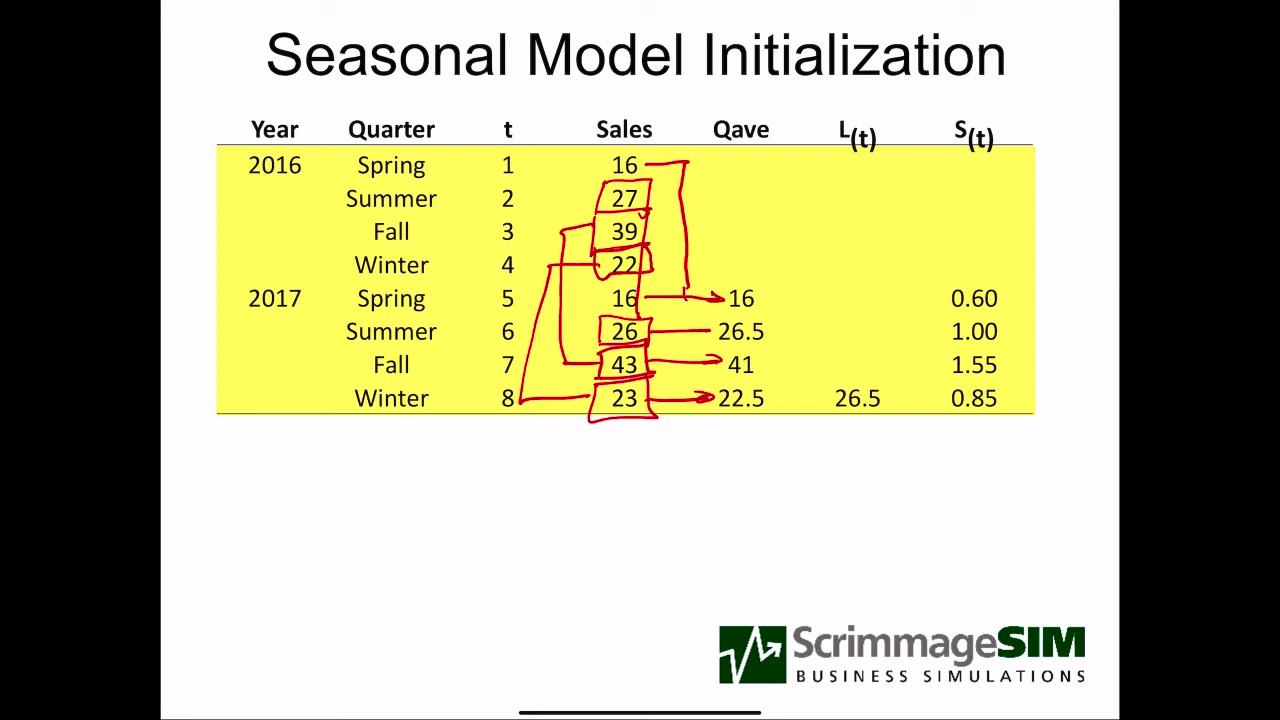 Seasonal Model Initialization
Year Quarter t Sales Qave L(t) S(t)
2016 Spring 1 16
Summer 2 27
Fall 3 39
Winter 4 22
2017 Spring 5 16 16 0.60
Summer 6 26 26.5 1.00
Fall 7 43 41 1.55
Winter 8 23 22.5 26.5 0.85
ScrimmageSIM
BUSINESS SIMULATIONS